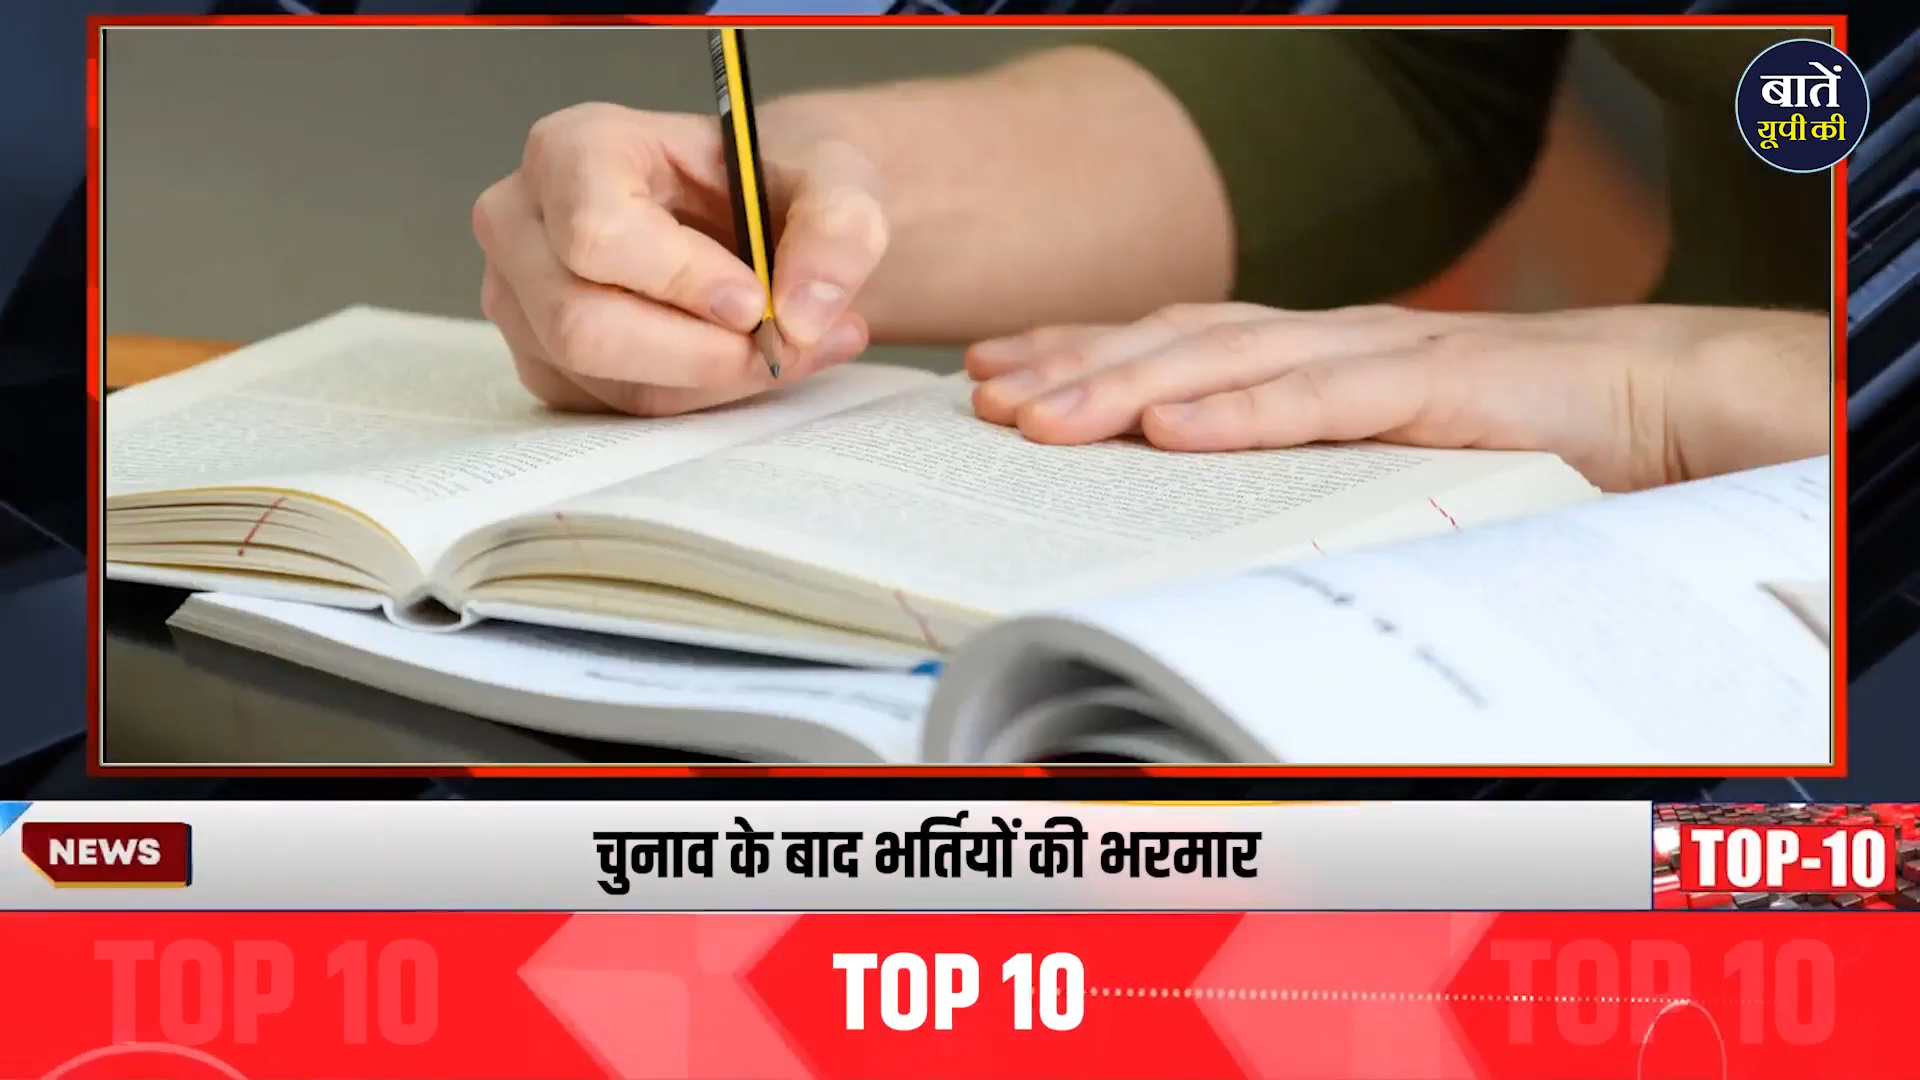 बातें
यूपी की
NEWS
चुनाव के बाद भर्तियों की भरमार
TOP-10
TOP 10
TOP 10
TOP 10